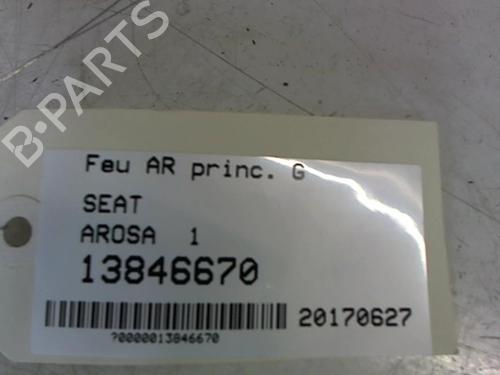 B-PARTS
Feu AR princ. G
SEAT
AROSA 1
13846670
20170627
?0000013846670